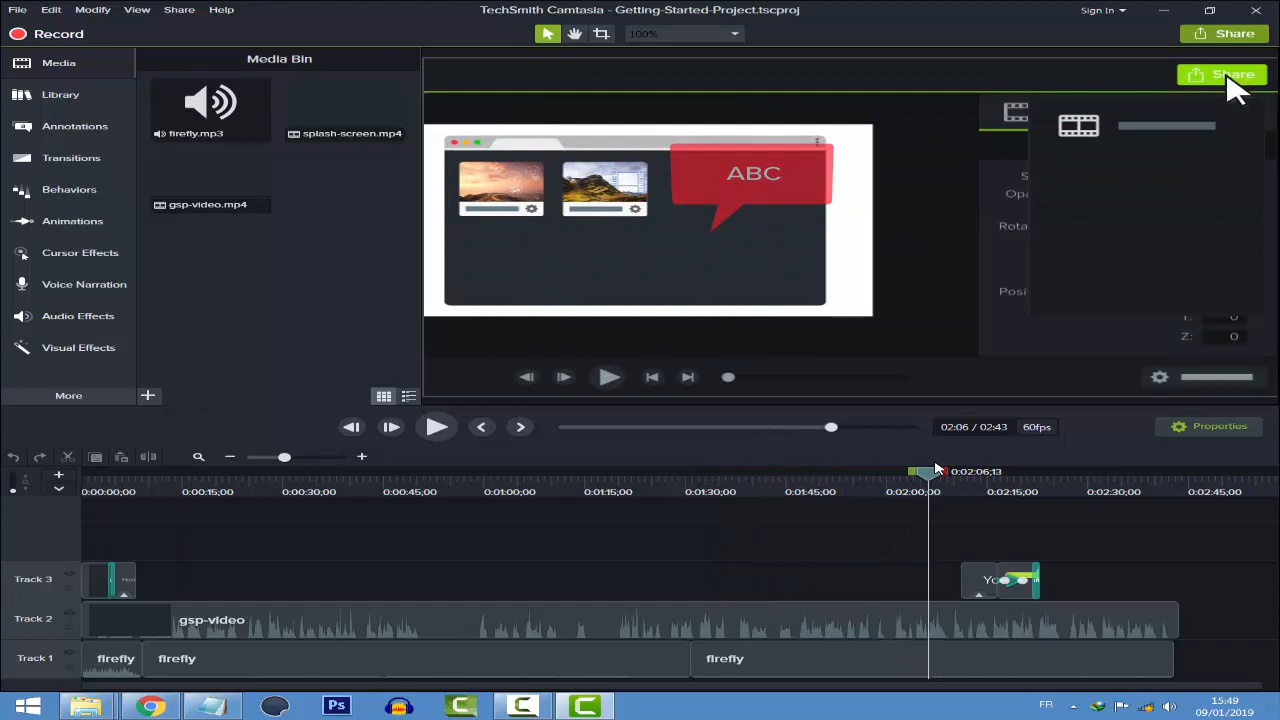 File Edit Modify View Share Help
TechSmith Camtasia - Getting-Started-Project.tscproj
Sign In
Record
100%
Share
Media
Library
Annotations
Transitions
Behaviors
Animations
Cursor Effects
Voice Narration
Audio Effects
Visual Effects
More
Media Bin
firefly.mp3
splash-screen.mp4
gsp-video.mp4
Share
ABC
S
Opa
Rota
Posi
Y: 0
Z: 0
02:06 / 02:43 60fps
Properties
0:02:06;13
0:00:00;00 0:00:15;00 0:00:30;00 0:00:45;00 0:01:00;00 0:01:15;00 0:01:30;00 0:01:45;00 0:02:00;00 0:02:15;00 0:02:30;00 0:02:45;00
Track 3
Yo
Track 2
gsp-video
Track 1
firefly
firefly
firefly
Ps
FR
15:49
09/01/2019